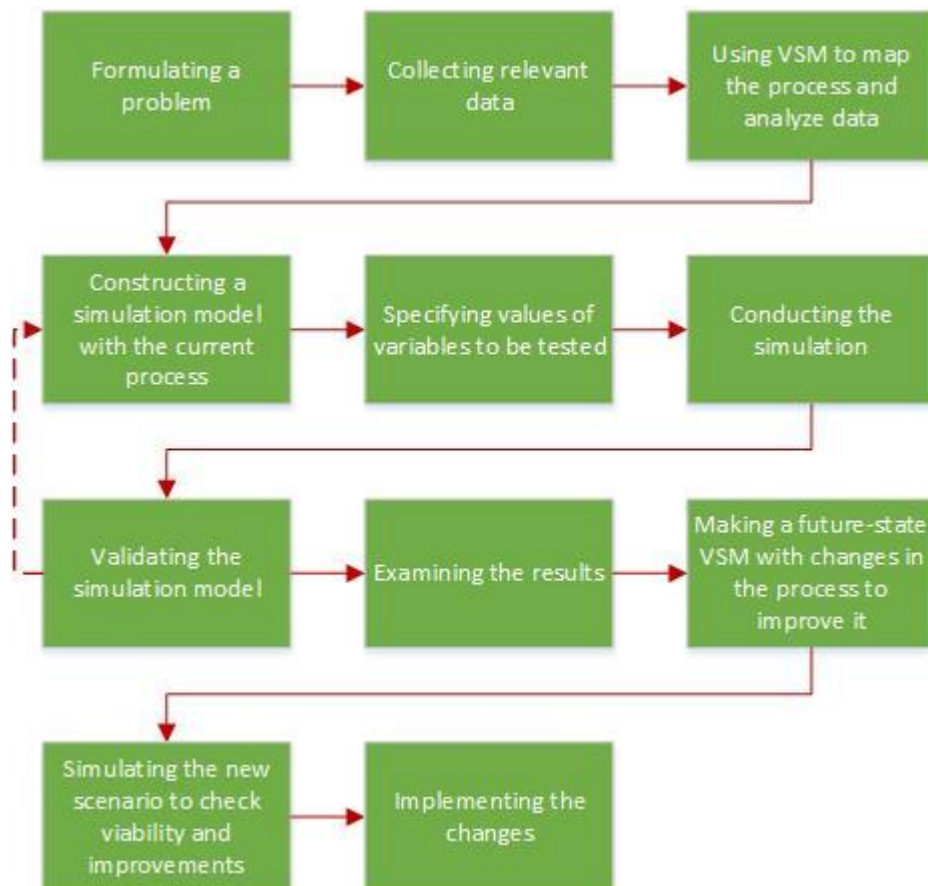 Formulating a
problem
Collecting relevant
data
Using VSM to map
the process and
analyze data
Constructing a
simulation model
with the current
process
Specifying values of
variables to be tested
Conducting the
simulation
Validating the
simulation model
Examining the results
Making a future-state
VSM with changes in
the process to
improve it
Simulating the new
scenario to check
viability and
improvements
Implementing the
changes